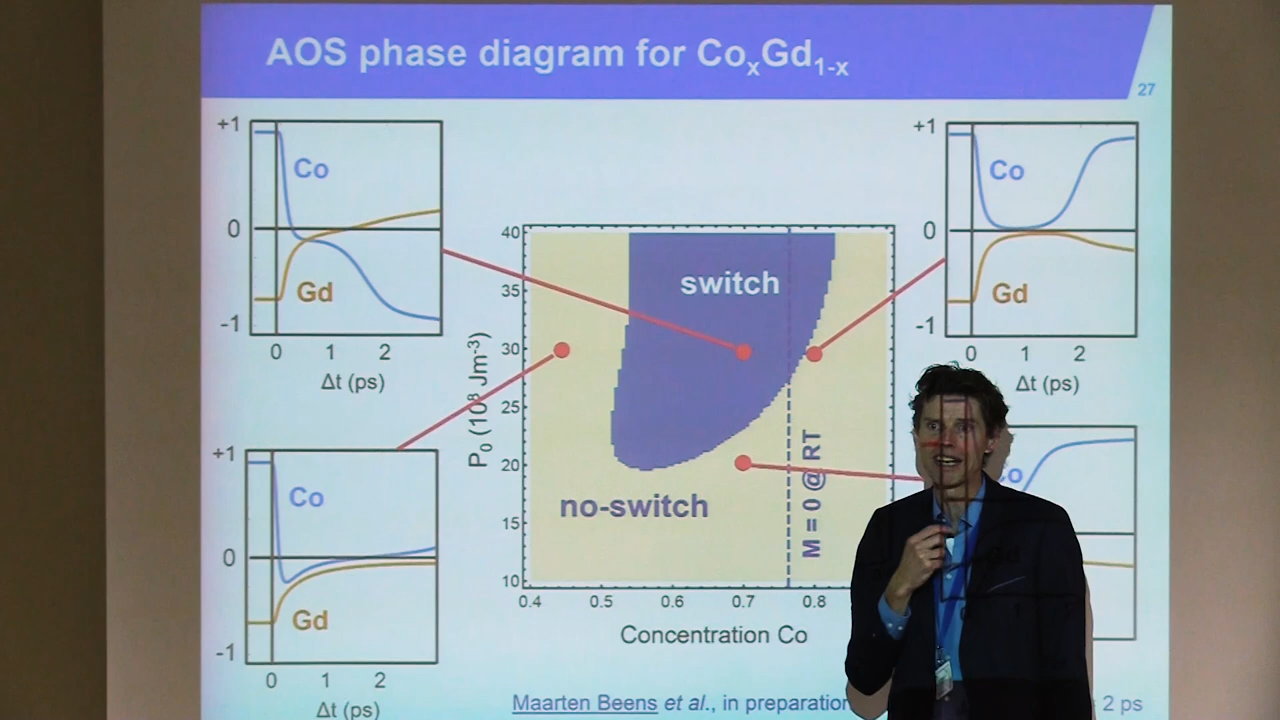 AOS phase diagram for CoxGd1-x
27
+1
Co
0
Gd
-1
0 1 2
Δt (ps)
+1
Co
0
Gd
-1
0 1 2
Δt (ps)
40
35
30
25
20
15
10
P0 (10⁸ Jm⁻³)
switch
no-switch
M = 0 @ RT
0.4 0.5 0.6 0.7 0.8
Concentration Co
+1
Co
0
Gd
-1
0 1 2
Δt (ps)
Maarten Beens et al., in preparation
2 ps